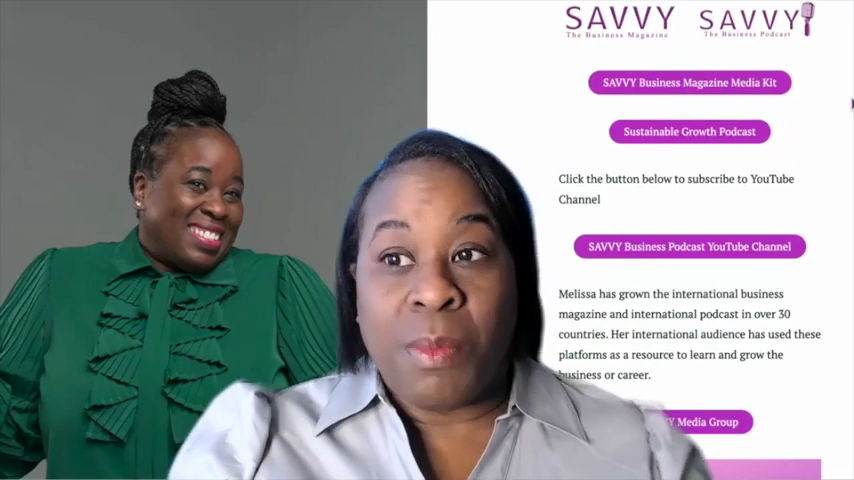 SAVVY
The Business Magazine
SAVVY
The Business Podcast
SAVVY Business Magazine Media Kit
Sustainable Growth Podcast
Click the button below to subscribe to YouTube
Channel
SAVVY Business Podcast YouTube Channel
Melissa has grown the international business
magazine and international podcast in over 30
countries. Her international audience has used these
platforms as a resource to learn and grow the
business or career.
Media Group